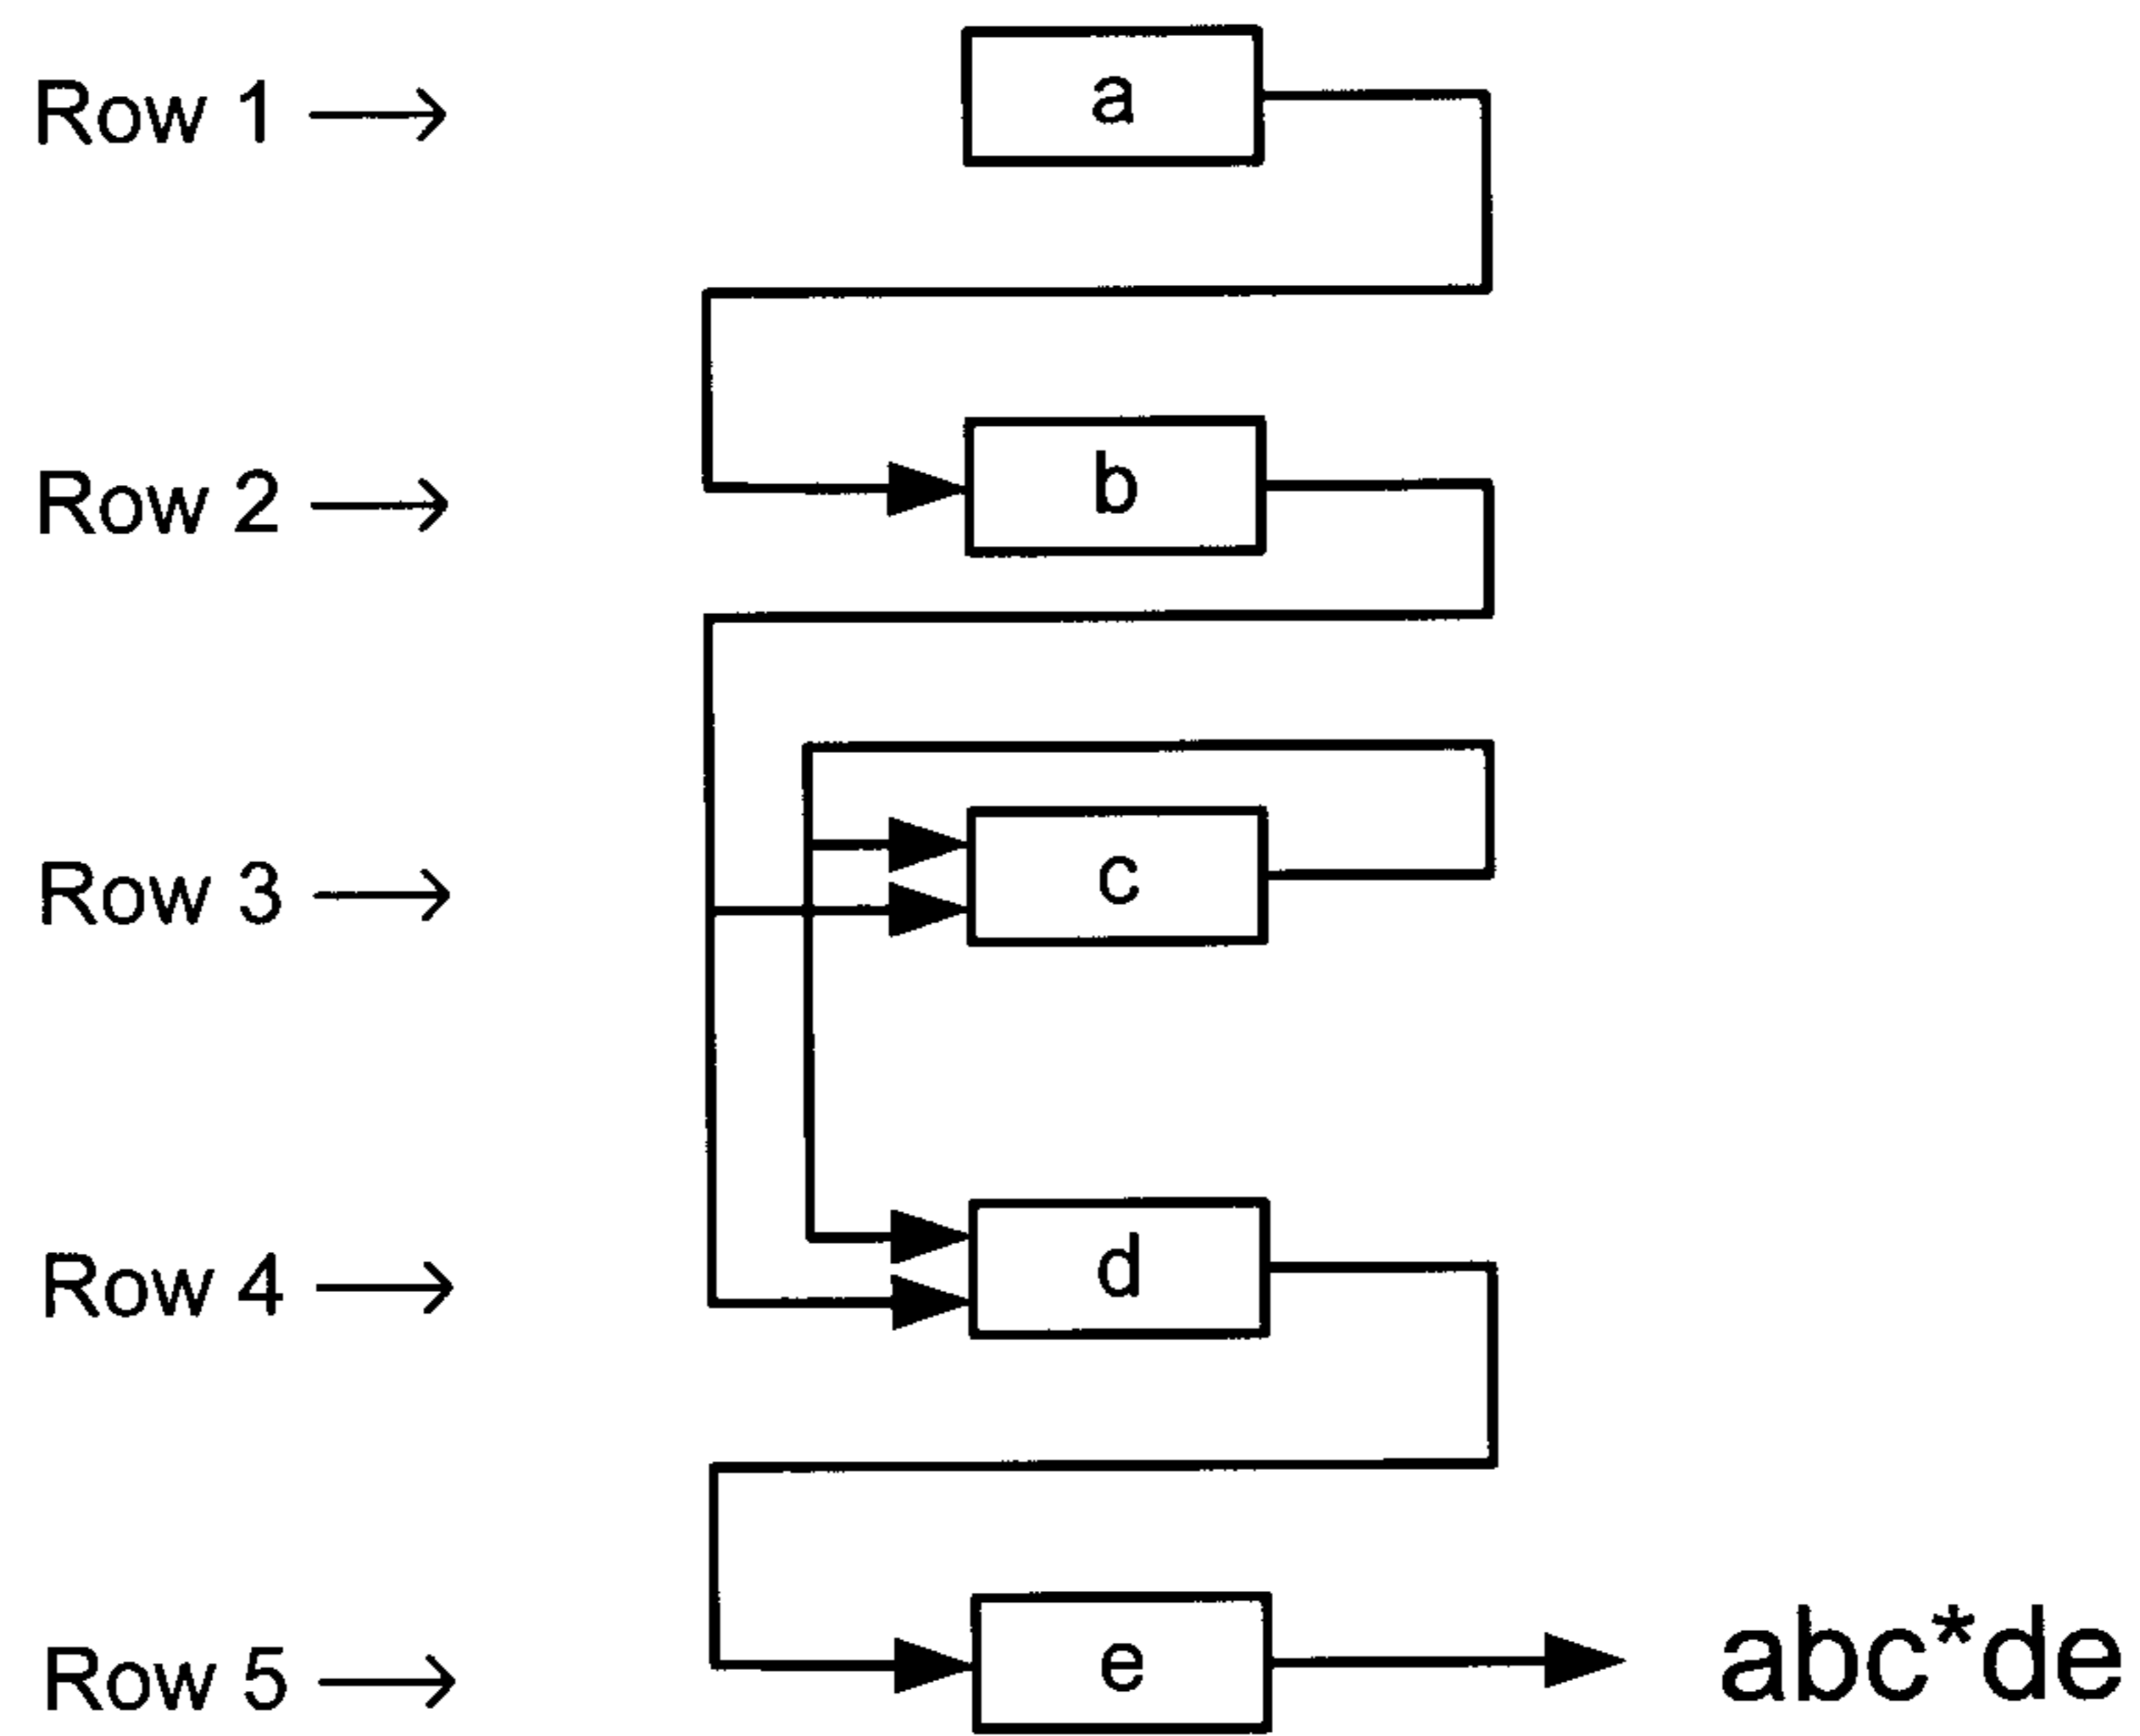 Row 1 → a
Row 2 → b
Row 3 → c
Row 4 → d
Row 5 → e abc*de